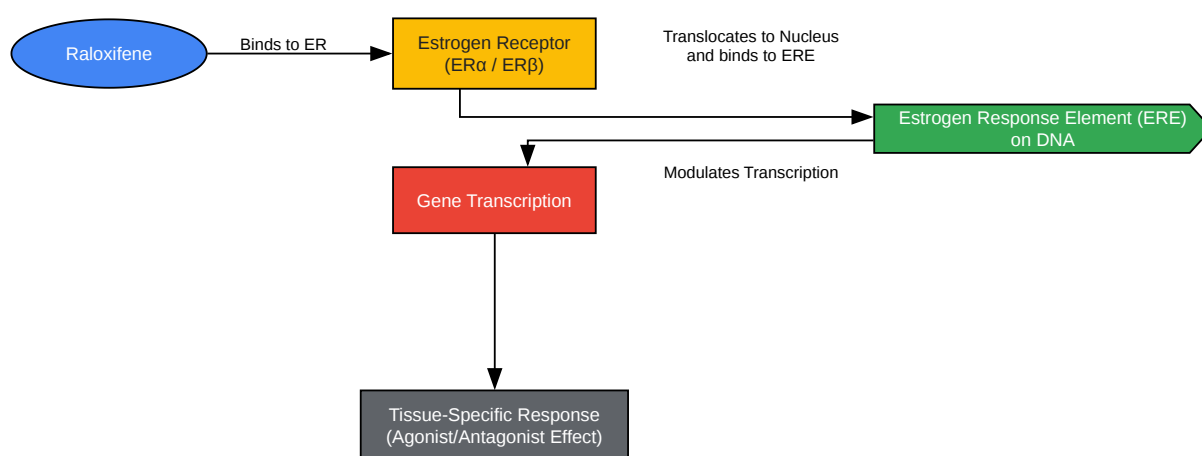 Raloxifene
Binds to ER
Estrogen Receptor
(ERα / ERβ)
Translocates to Nucleus
and binds to ERE
Estrogen Response Element (ERE)
on DNA
Modulates Transcription
Gene Transcription
Tissue-Specific Response
(Agonist/Antagonist Effect)